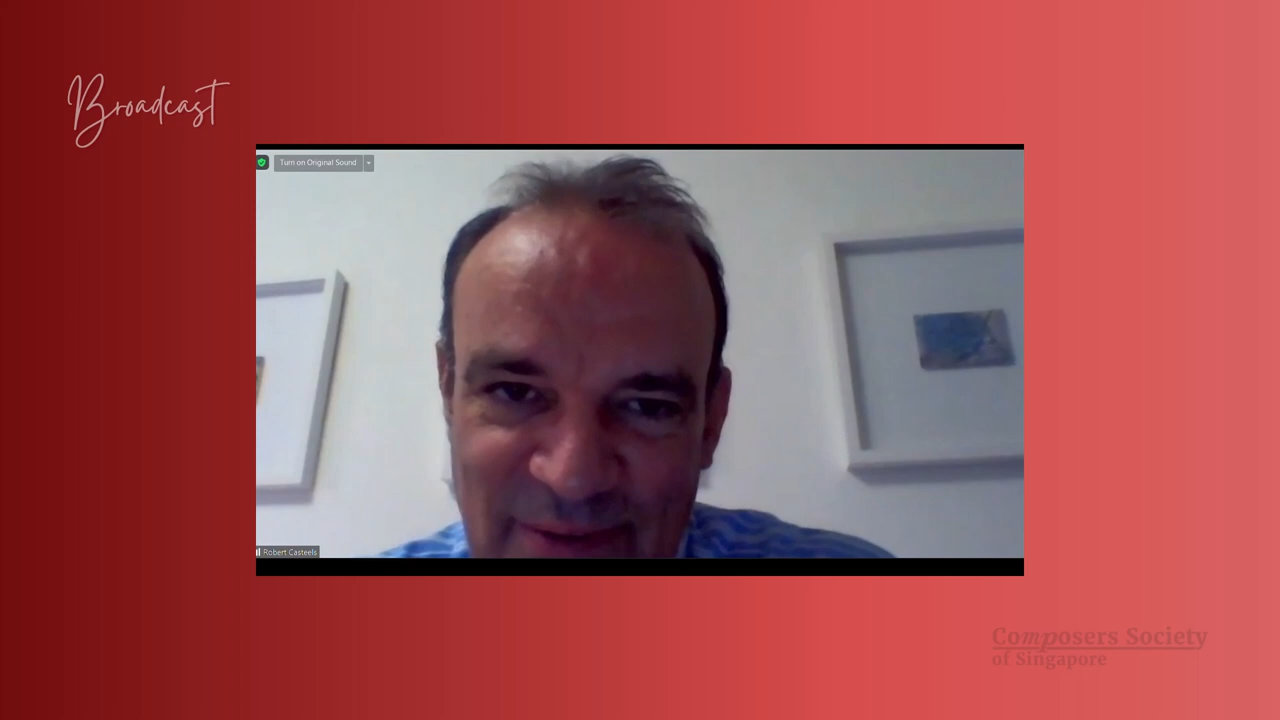 Broadcast
Turn on Original Sound
Robert Casteels
Composers Society
of Singapore